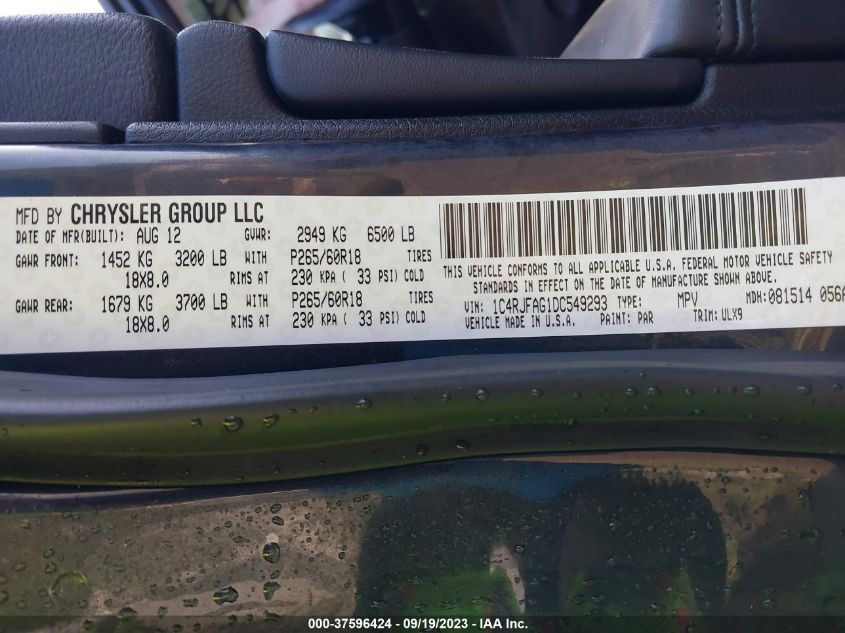 MFD BY CHRYSLER GROUP LLC
DATE OF MFR(BUILT): AUG 12 GVWR: 2949 KG 6500 LB
GAWR FRONT: 1452 KG 3200 LB WITH P265/60R18 TIRES
18X8.0 RIMS AT 230 KPA ( 33 PSI) COLD
GAWR REAR: 1679 KG 3700 LB WITH P265/60R18 TIRES
18X8.0 RIMS AT 230 KPA ( 33 PSI) COLD
THIS VEHICLE CONFORMS TO ALL APPLICABLE U.S.A. FEDERAL MOTOR VEHICLE SAFETY
STANDARDS IN EFFECT ON THE DATE OF MANUFACTURE SHOWN ABOVE.
VIN: 1C4RJFAG1DC549293 TYPE: MPV MDH: 081514 056A
VEHICLE MADE IN U.S.A. PAINT: PAR TRIM: ULX9
000-37596424 - 09/19/2023 - IAA Inc.